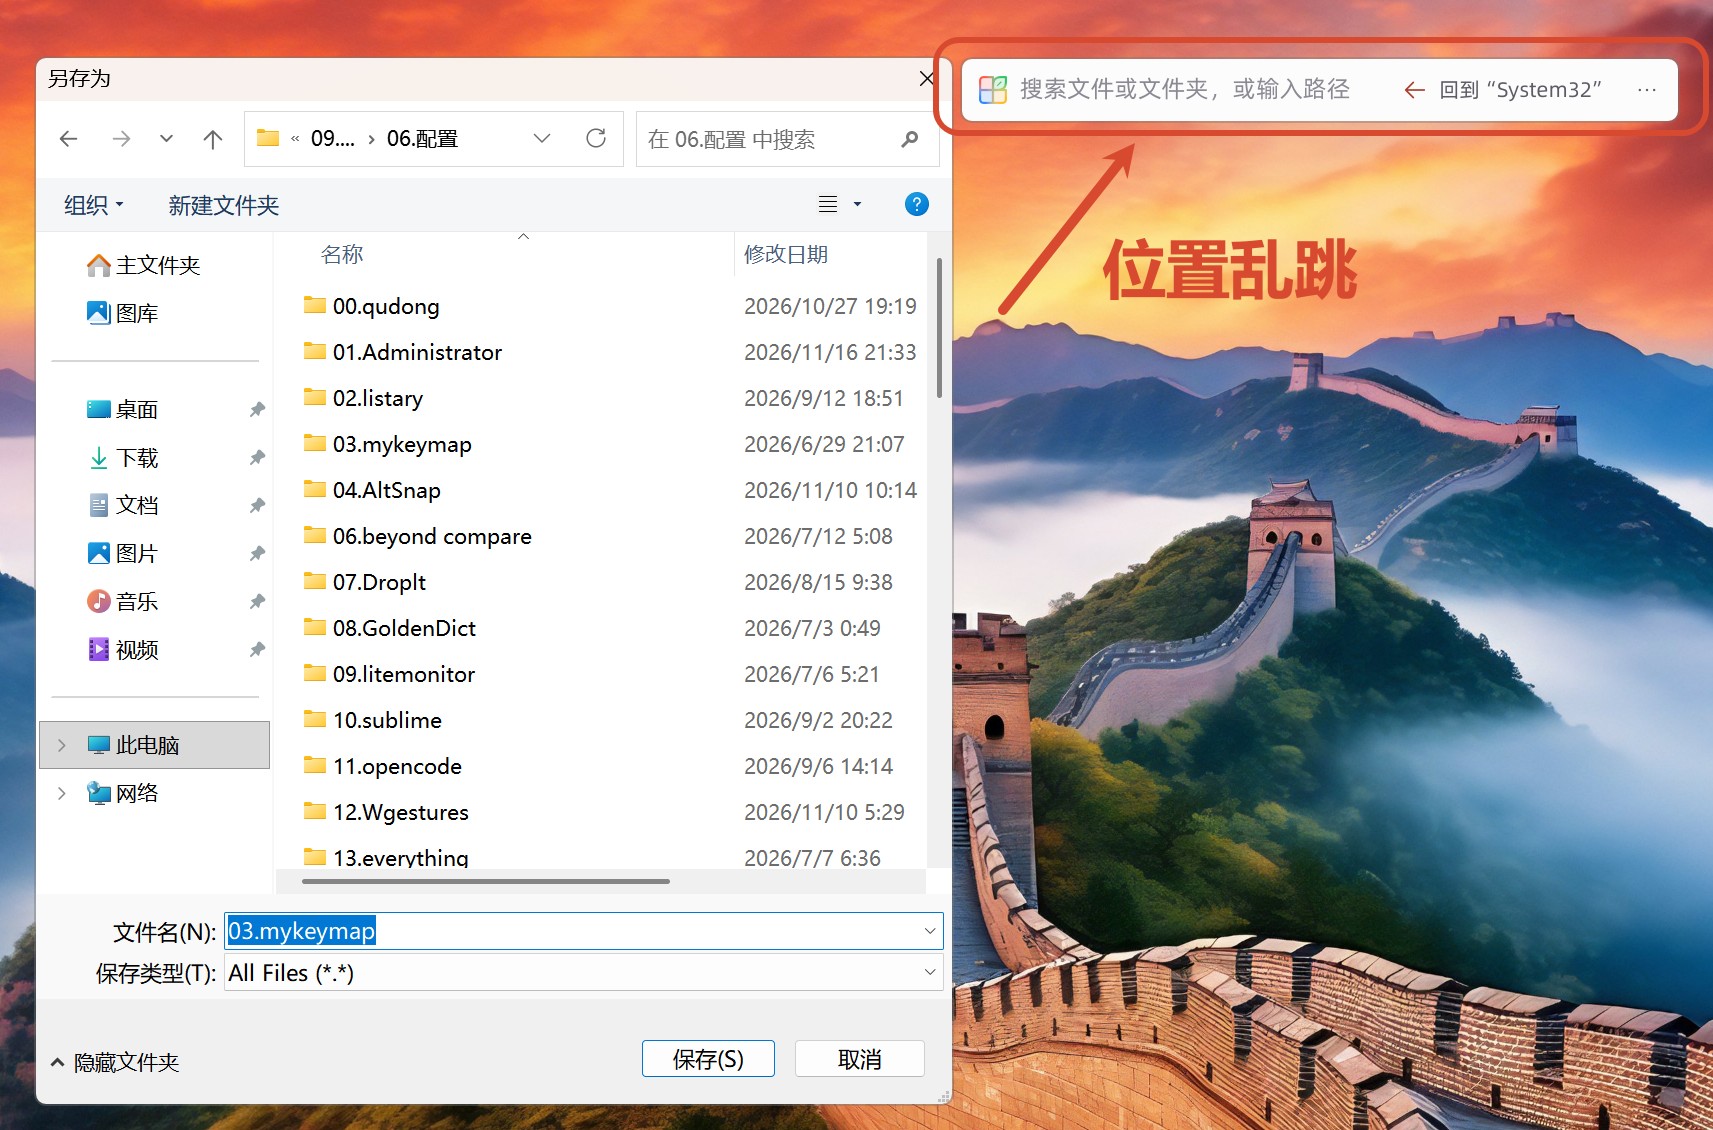 另存为
搜索文件或文件夹，或输入路径
回到“System32”
···
« 09.... › 06.配置
在 06.配置 中搜索
组织
新建文件夹
?
位置乱跳
主文件夹
图库
桌面
下载
文档
图片
音乐
视频
此电脑
网络
名称 修改日期
00.qudong 2026/10/27 19:19
01.Administrator 2026/11/16 21:33
02.listary 2026/9/12 18:51
03.mykeymap 2026/6/29 21:07
04.AltSnap 2026/11/10 10:14
06.beyond compare 2026/7/12 5:08
07.DropIt 2026/8/15 9:38
08.GoldenDict 2026/7/3 0:49
09.litemonitor 2026/7/6 5:21
10.sublime 2026/9/2 20:22
11.opencode 2026/9/6 14:14
12.Wgestures 2026/11/10 5:29
13.everything 2026/7/7 6:36
文件名(N): 03.mykeymap
保存类型(T): All Files (*.*)
隐藏文件夹
保存(S)
取消